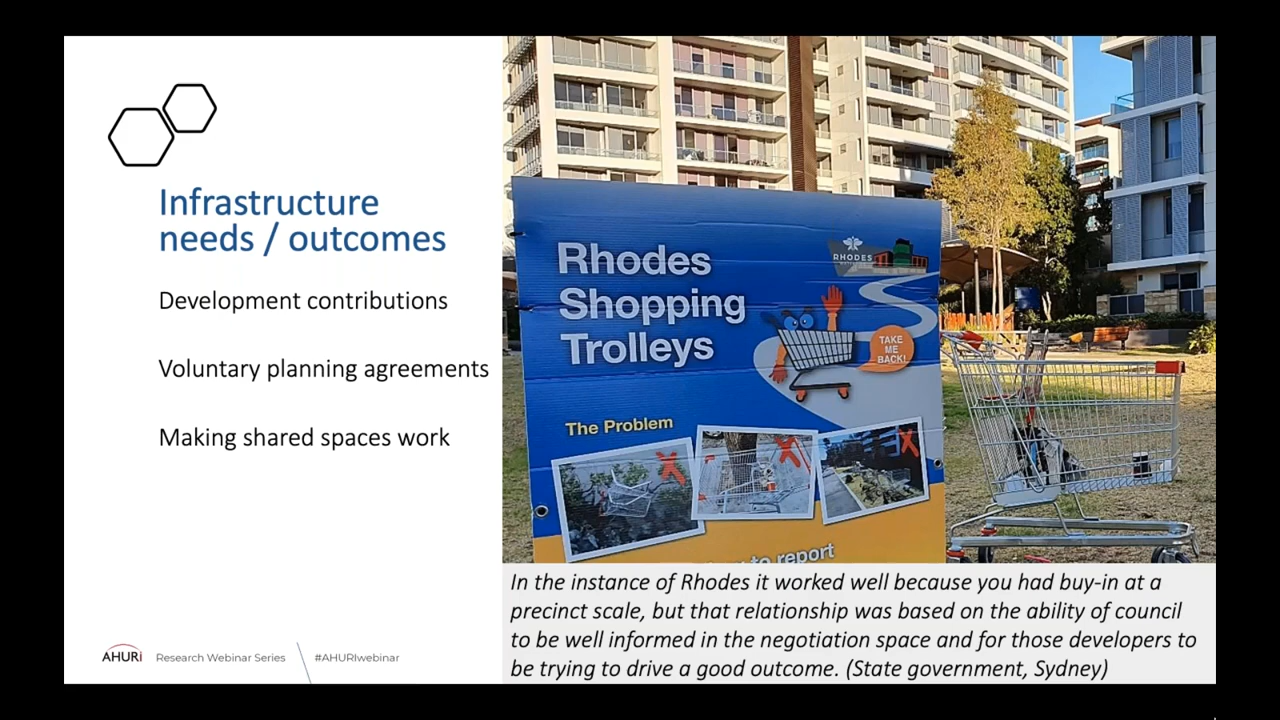 Infrastructure
needs / outcomes
Development contributions
Voluntary planning agreements
Making shared spaces work
RHODES
Rhodes
Shopping
Trolleys
TAKE
ME
BACK!
The Problem
to report
In the instance of Rhodes it worked well because you had buy-in at a
precinct scale, but that relationship was based on the ability of council
to be well informed in the negotiation space and for those developers to
be trying to drive a good outcome. (State government, Sydney)
AHURI Research Webinar Series #AHURIwebinar